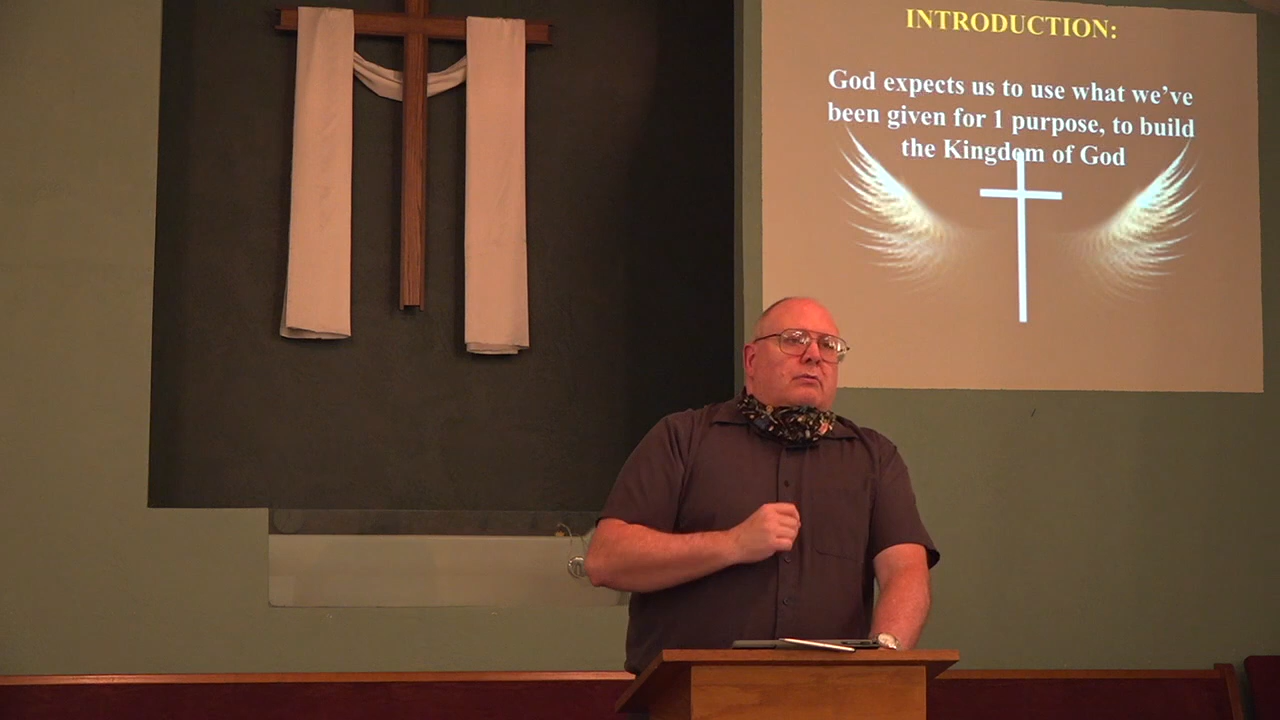 INTRODUCTION:
God expects us to use what we've
been given for 1 purpose, to build
the Kingdom of God